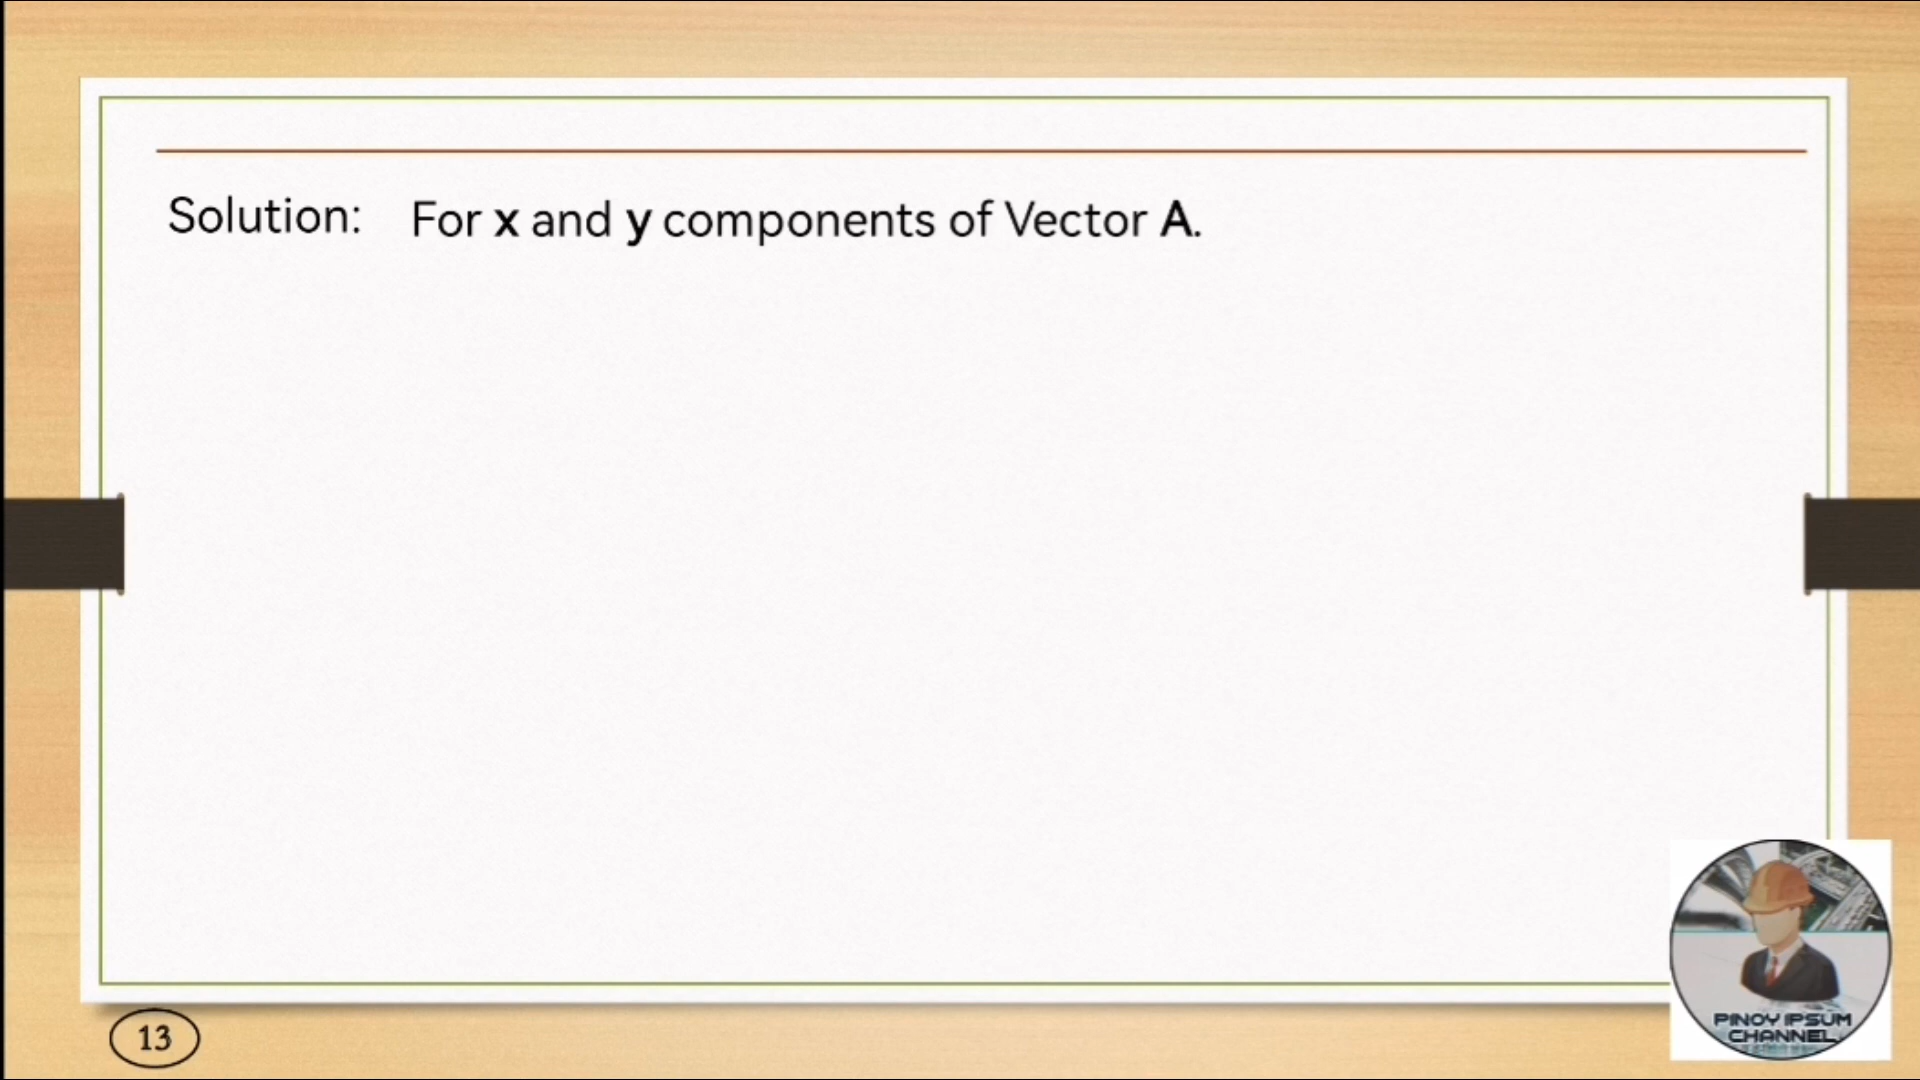 Solution: For x and y components of Vector A.
13
PINOY IPSUM
CHANNEL